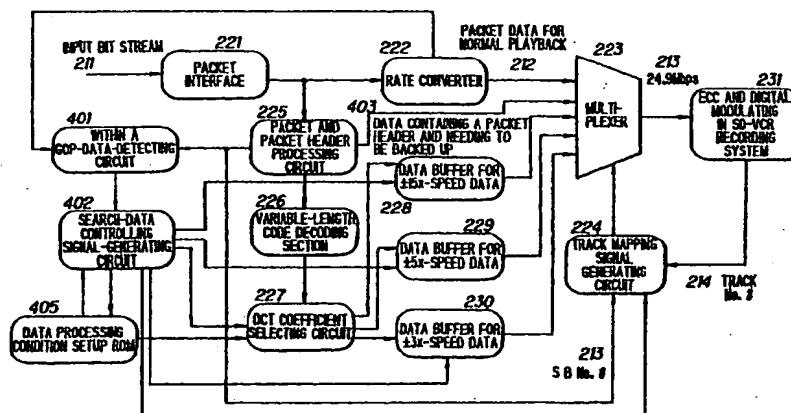 INPUT BIT STREAM
211
221
PACKET
INTERFACE
222
RATE CONVERTER
PACKET DATA FOR
NORMAL PLAYBACK
212
223
MULTI-
PLEXER
213
24.9Mbps
231
ECC AND DIGITAL
MODULATING
IN SD-VCR
RECORDING
SYSTEM
401
WITHIN A
GOP-DATA-DETECTING
CIRCUIT
225
PACKET AND
PACKET HEADER
PROCESSING
CIRCUIT
403
DATA CONTAINING A PACKET
HEADER AND NEEDING TO
BE BACKED UP
DATA BUFFER FOR
±15x-SPEED DATA
228
402
SEARCH-DATA
CONTROLLING
SIGNAL-GENERATING
CIRCUIT
226
VARIABLE-LENGTH
CODE DECODING
SECTION
229
DATA BUFFER FOR
±5x-SPEED DATA
224
TRACK MAPPING
SIGNAL
GENERATING
CIRCUIT
214 TRACK
No. #
405
DATA PROCESSING
CONDITION SETUP ROM
227
DCT COEFFICIENT
SELECTING CIRCUIT
230
DATA BUFFER FOR
±3x-SPEED DATA
213
S B No. #